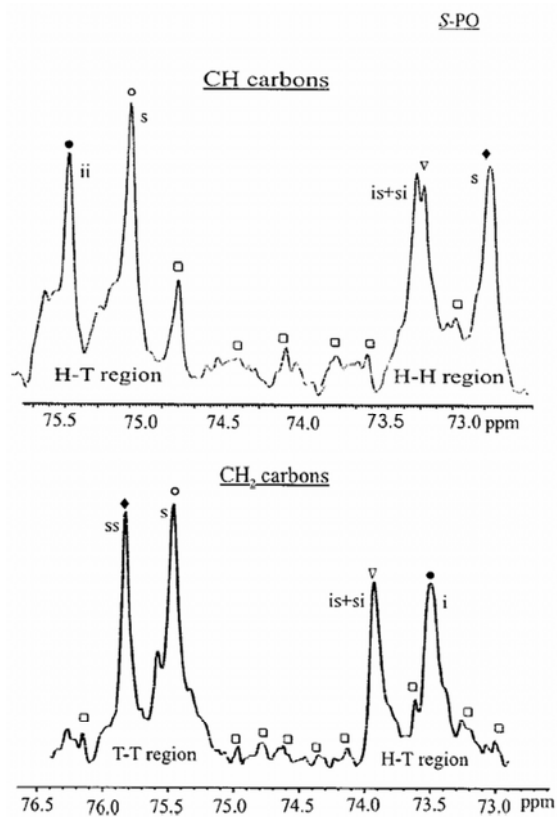 S-PO
CH carbons
s
ii
is+si
s
H-T region
H-H region
75.5 75.0 74.5 74.0 73.5 73.0 ppm
CH₂ carbons
ss
s
is+si
i
T-T region
H-T region
76.5 76.0 75.5 75.0 74.5 74.0 73.5 73.0 ppm